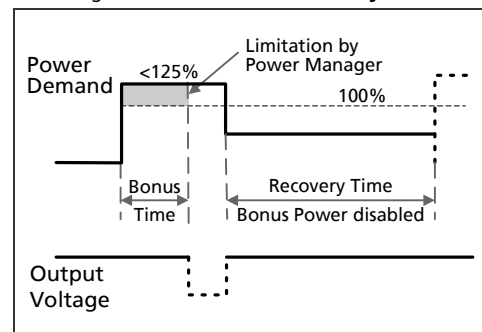 Limitation by
Power Manager
Power
Demand
<125%
100%
Bonus
Time
Recovery Time
Bonus Power disabled
Output
Voltage